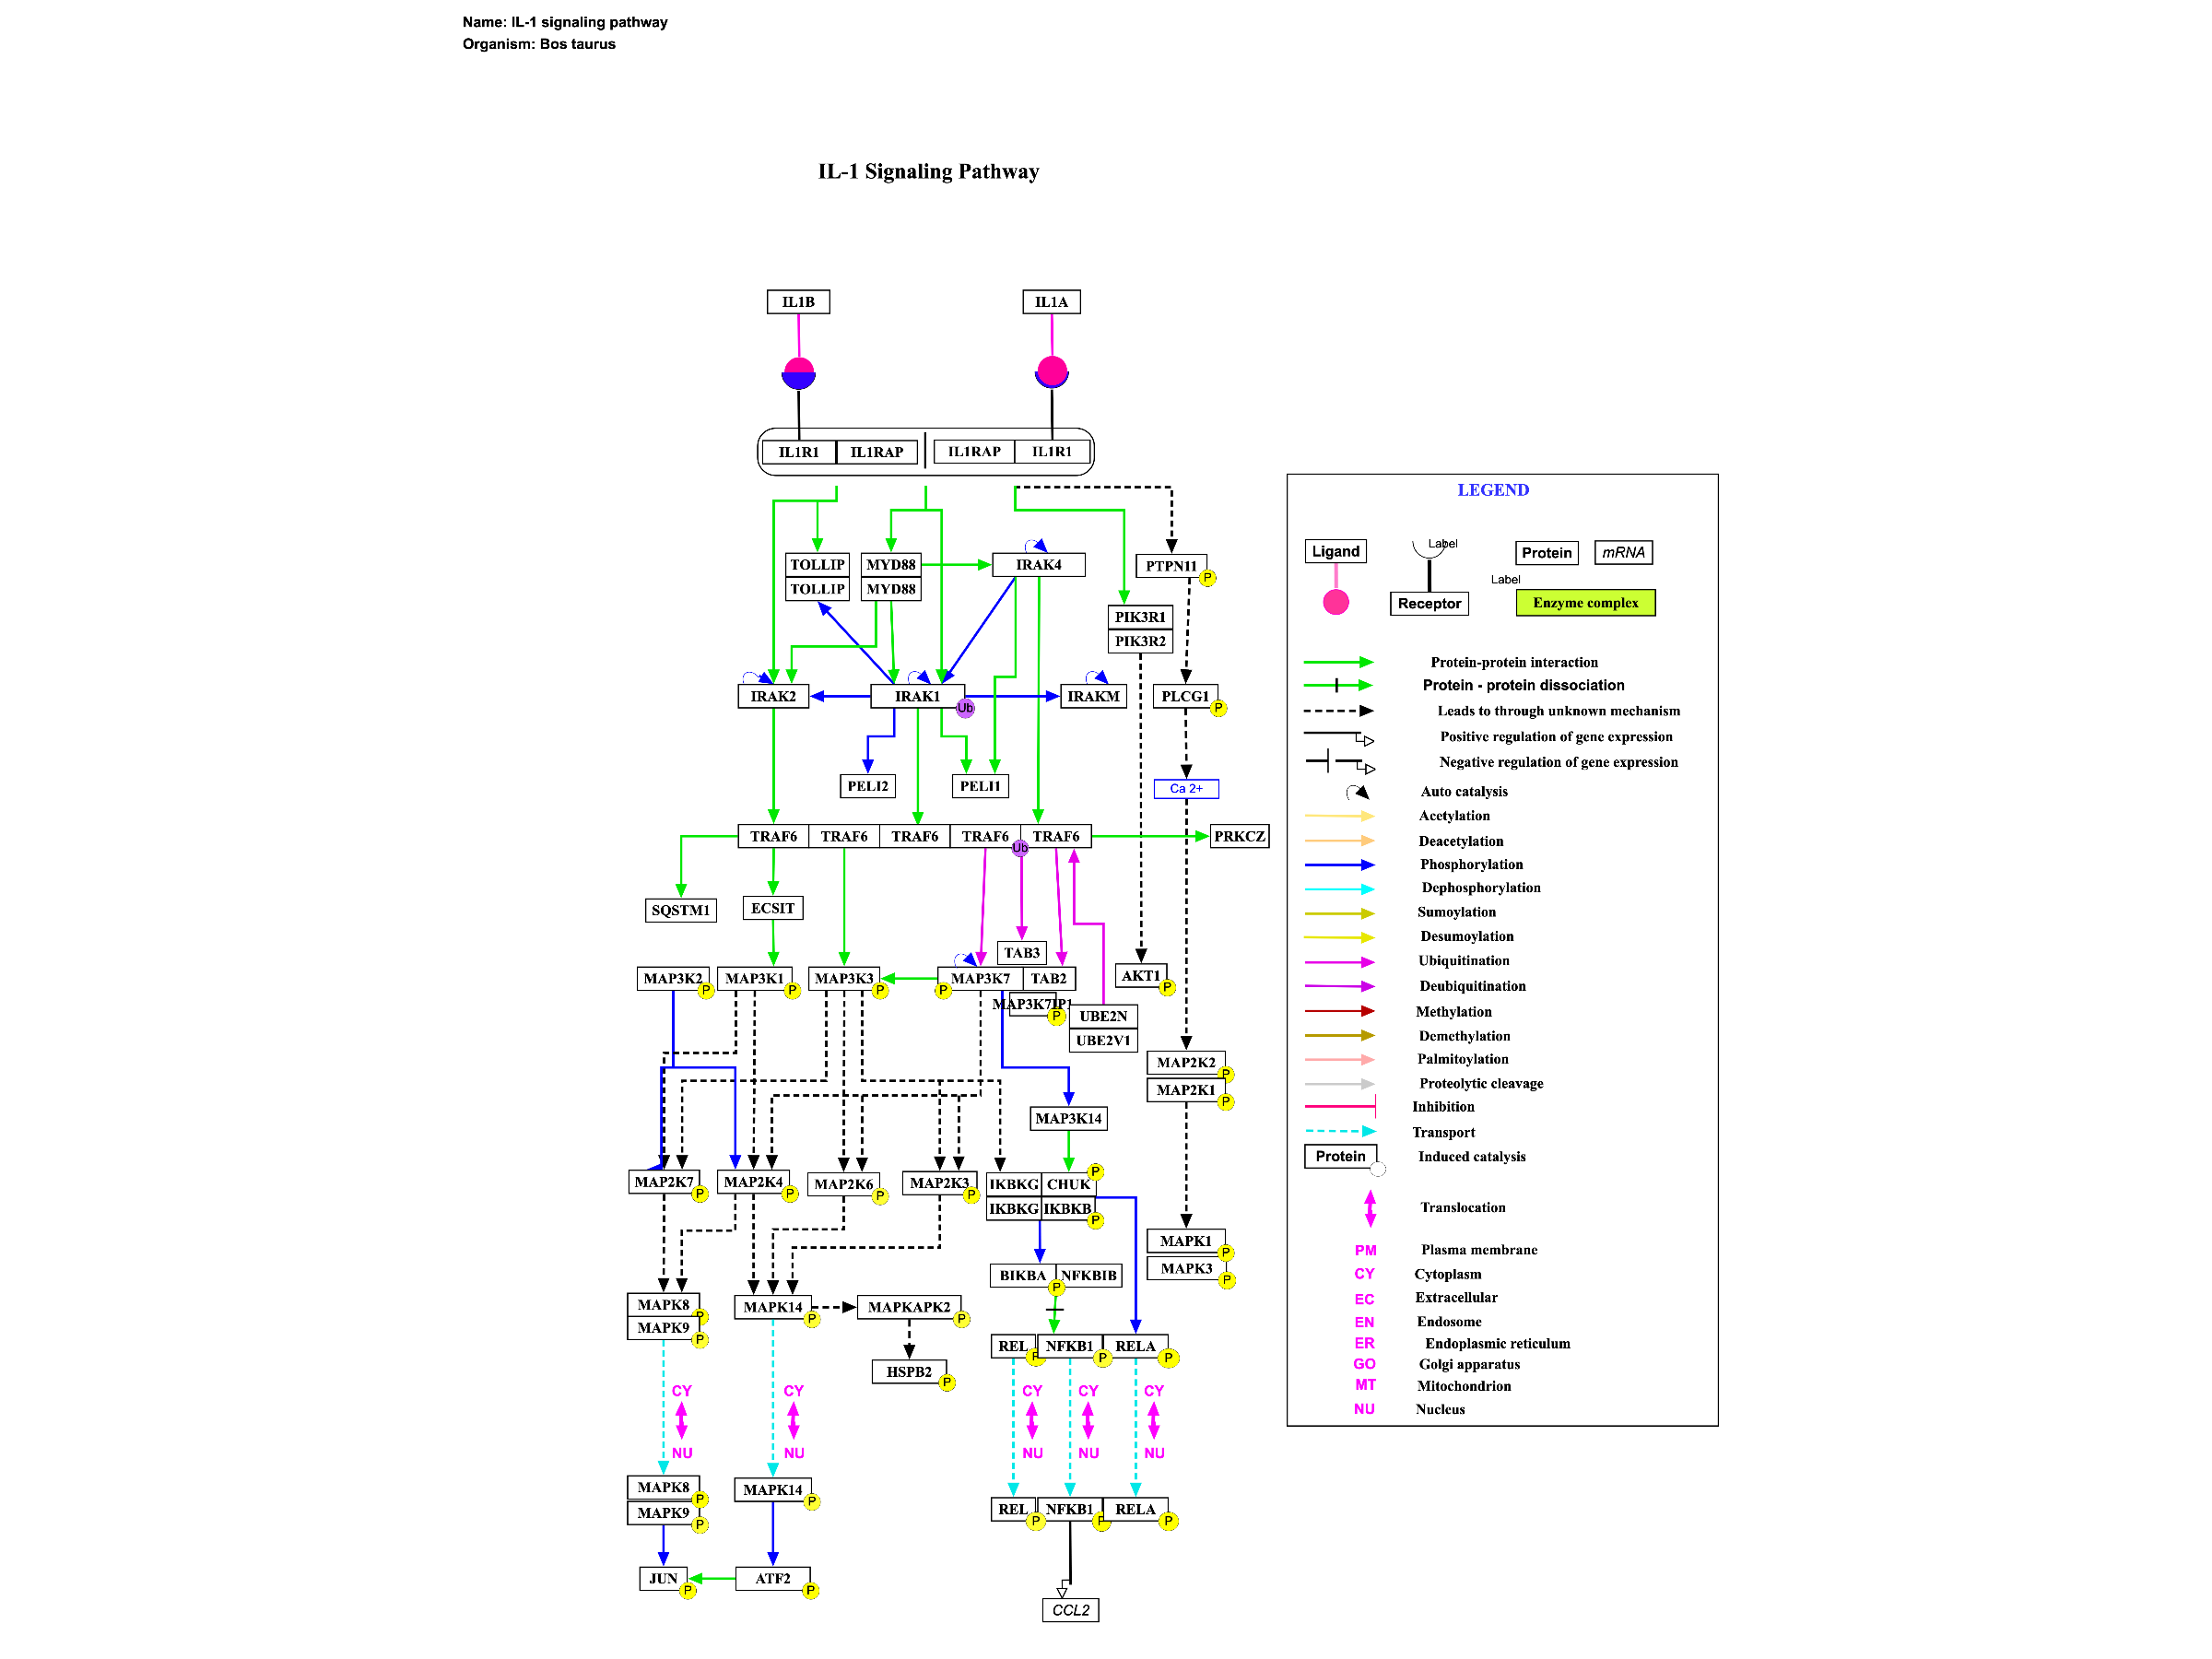 Name: IL-1 signaling pathway
Organism: Bos taurus
IL-1 Signaling Pathway
IL1B
IL1A
IL1R1
IL1RAP
IL1RAP
IL1R1
TOLLIP
TOLLIP
MYD88
MYD88
IRAK4
PTPN11
P
PIK3R1
PIK3R2
IRAK2
IRAK1
Ub
IRAKM
PLCG1
P
PELI2
PELI1
Ca 2+
TRAF6
TRAF6
TRAF6
TRAF6
TRAF6
Ub
PRKCZ
SQSTM1
ECSIT
TAB3
MAP3K2
P
MAP3K1
P
MAP3K3
P
MAP3K7
P
TAB2
AKT1
P
MAP3K7IP1
P
UBE2N
UBE2V1
MAP2K2
P
MAP2K1
P
MAP3K14
MAP2K7
P
MAP2K4
P
MAP2K6
P
MAP2K3
P
IKBKG
CHUK
P
IKBKG
IKBKB
P
MAPK1
P
MAPK3
P
BIKBA
NFKBIB
P
MAPK8
P
MAPK9
P
MAPK14
P
MAPKAPK2
P
HSPB2
P
REL
P
NFKB1
P
RELA
P
CY
NU
CY
NU
CY
NU
CY
NU
CY
NU
MAPK8
P
MAPK9
P
MAPK14
P
REL
P
NFKB1
P
RELA
P
JUN
P
ATF2
P
CCL2
LEGEND
Ligand
Label
Receptor
Protein
mRNA
Label
Enzyme complex
Protein-protein interaction
Protein - protein dissociation
Leads to through unknown mechanism
Positive regulation of gene expression
Negative regulation of gene expression
Auto catalysis
Acetylation
Deacetylation
Phosphorylation
Dephosphorylation
Sumoylation
Desumoylation
Ubiquitination
Deubiquitination
Methylation
Demethylation
Palmitoylation
Proteolytic cleavage
Inhibition
Transport
Protein
Induced catalysis
Translocation
PM Plasma membrane
CY Cytoplasm
EC Extracellular
EN Endosome
ER Endoplasmic reticulum
GO Golgi apparatus
MT Mitochondrion
NU Nucleus